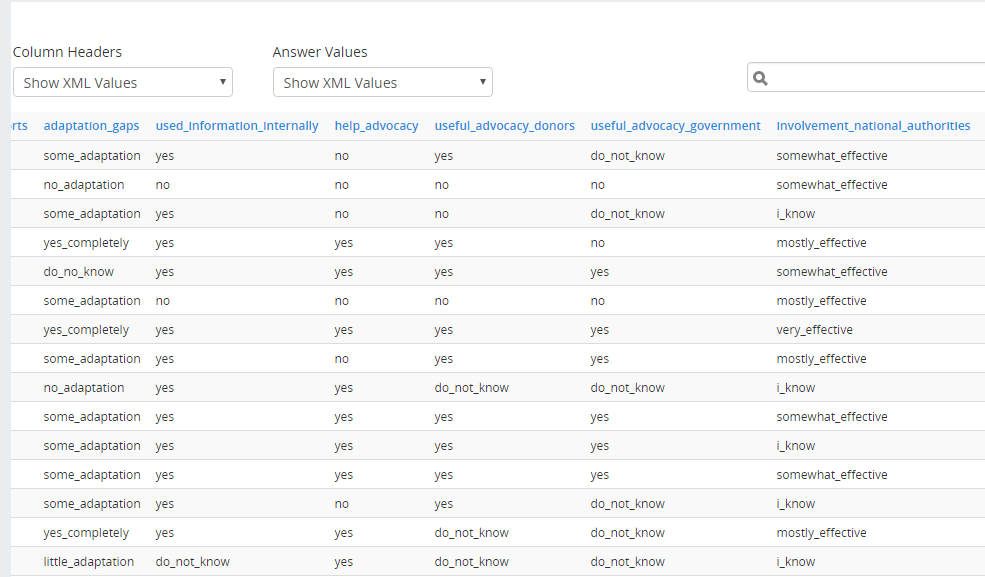 Column Headers Answer Values
Show XML Values Show XML Values
rts adaptation_gaps used_information_internally help_advocacy useful_advocacy_donors useful_advocacy_government involvement_national_authorities
some_adaptation yes no yes do_not_know somewhat_effective
no_adaptation no no no no somewhat_effective
some_adaptation yes no no do_not_know i_know
yes_completely yes yes yes no mostly_effective
do_no_know yes yes yes yes somewhat_effective
some_adaptation no no no no mostly_effective
yes_completely yes yes yes yes very_effective
some_adaptation yes no yes yes mostly_effective
no_adaptation yes yes do_not_know do_not_know i_know
some_adaptation yes yes yes yes somewhat_effective
some_adaptation yes yes yes yes i_know
some_adaptation yes yes yes yes somewhat_effective
some_adaptation yes no yes do_not_know i_know
yes_completely yes yes do_not_know do_not_know mostly_effective
little_adaptation do_not_know yes do_not_know do_not_know i_know